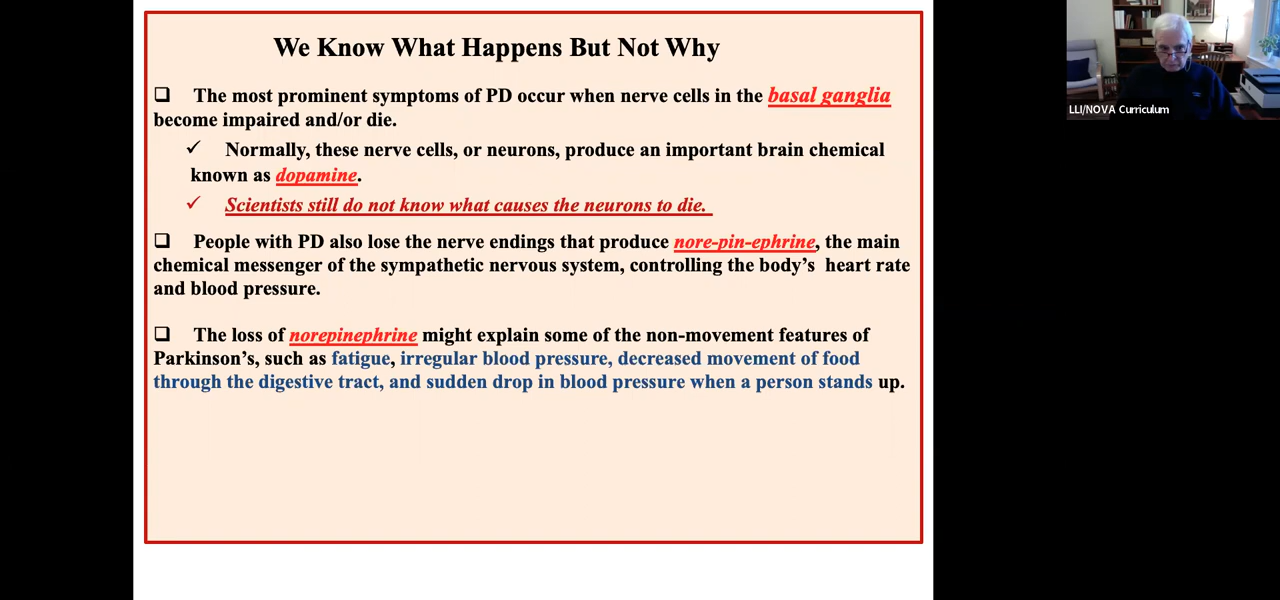 We Know What Happens But Not Why
❑ The most prominent symptoms of PD occur when nerve cells in the basal ganglia
become impaired and/or die.
✓ Normally, these nerve cells, or neurons, produce an important brain chemical
known as dopamine.
✓ Scientists still do not know what causes the neurons to die.
❑ People with PD also lose the nerve endings that produce nore-pin-ephrine, the main
chemical messenger of the sympathetic nervous system, controlling the body’s heart rate
and blood pressure.
❑ The loss of norepinephrine might explain some of the non-movement features of
Parkinson’s, such as fatigue, irregular blood pressure, decreased movement of food
through the digestive tract, and sudden drop in blood pressure when a person stands up.
LLI/NOVA Curriculum